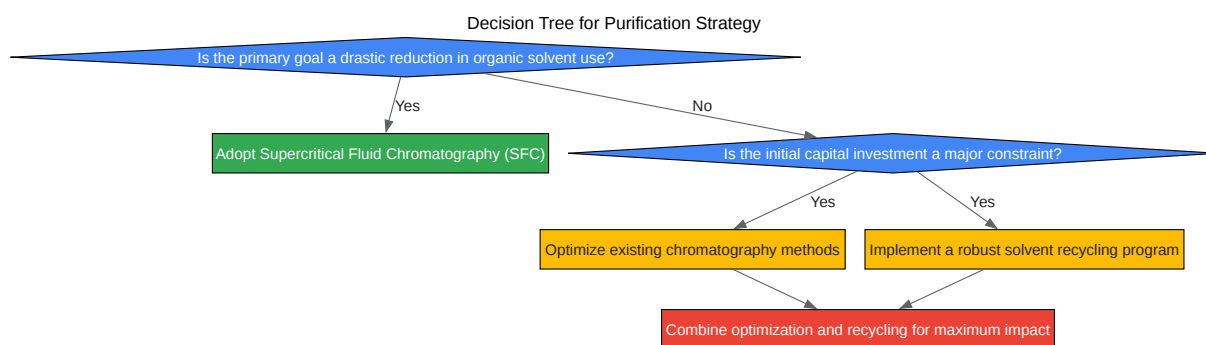 Decision Tree for Purification Strategy
Is the primary goal a drastic reduction in organic solvent use?
Yes
No
Adopt Supercritical Fluid Chromatography (SFC)
Is the initial capital investment a major constraint?
Yes
Yes
Optimize existing chromatography methods
Implement a robust solvent recycling program
Combine optimization and recycling for maximum impact